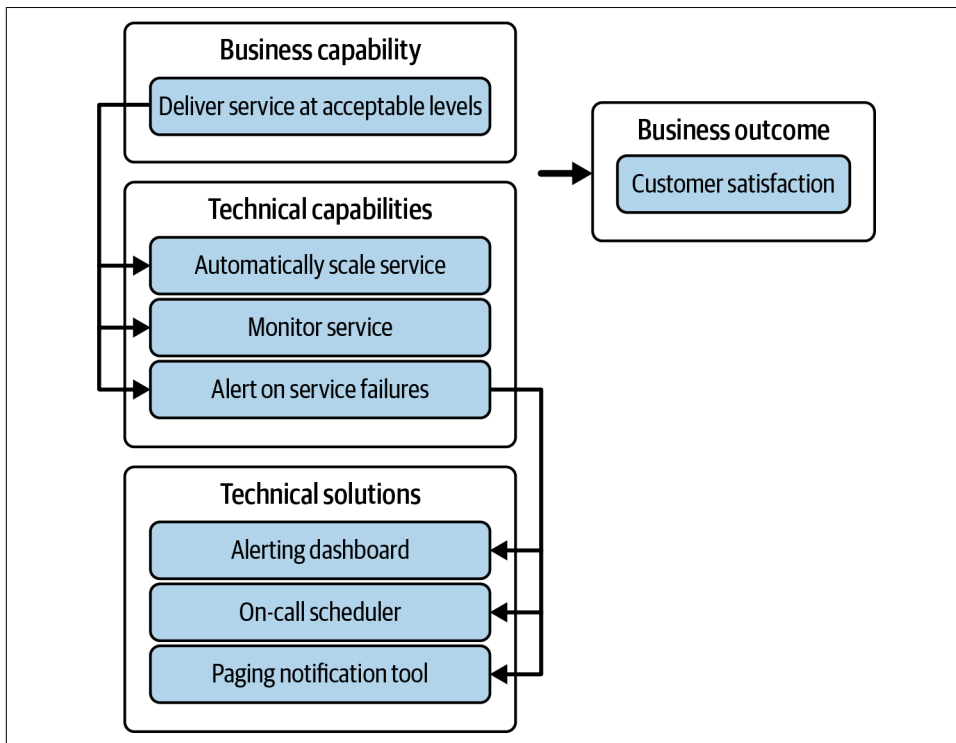 Business capability
Deliver service at acceptable levels
Business outcome
Customer satisfaction
Technical capabilities
Automatically scale service
Monitor service
Alert on service failures
Technical solutions
Alerting dashboard
On-call scheduler
Paging notification tool